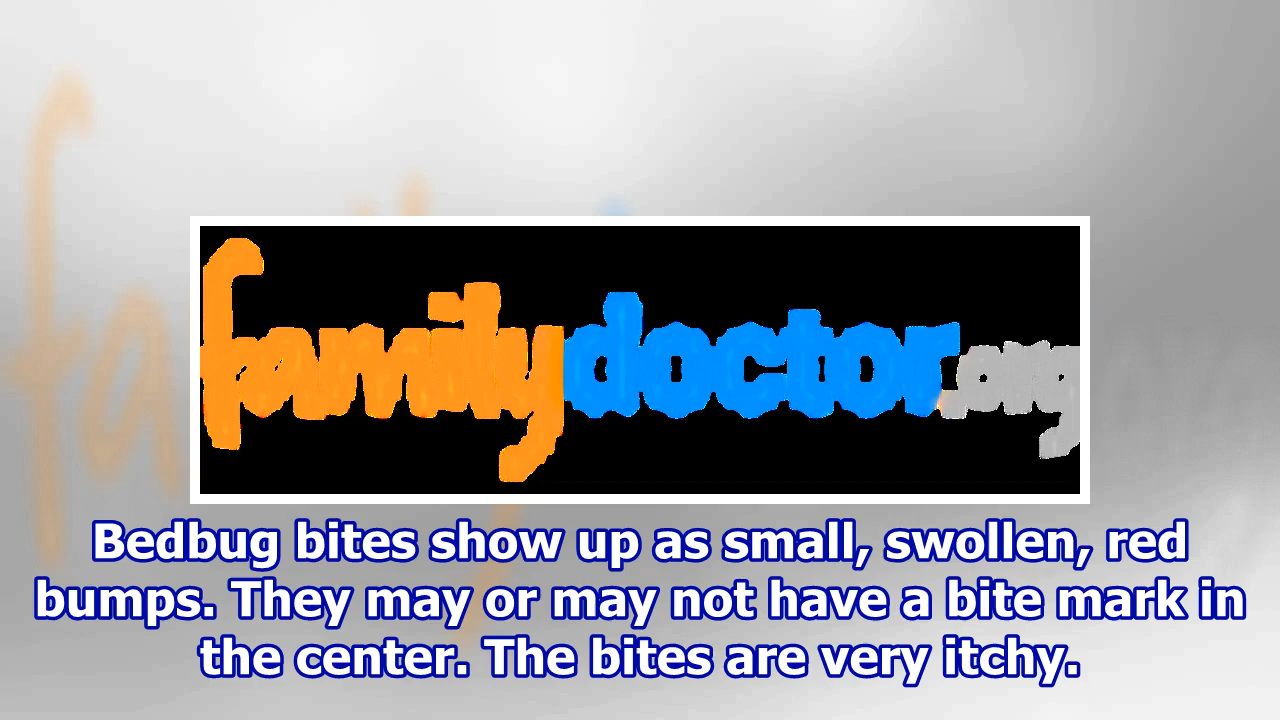 familydoctor.org
Bedbug bites show up as small, swollen, red
bumps. They may or may not have a bite mark in
the center. The bites are very itchy.